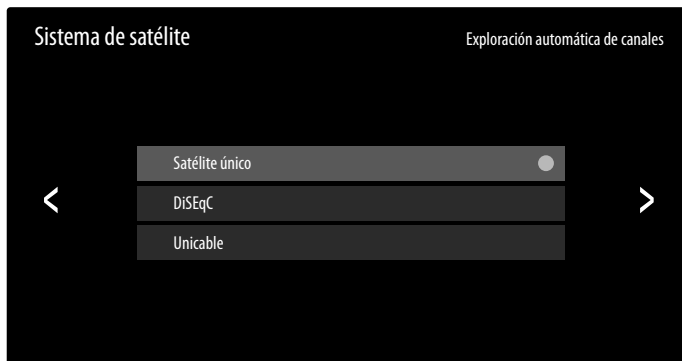 Sistema de satélite
Exploración automática de canales
Satélite único
DiSEqC
Unicable